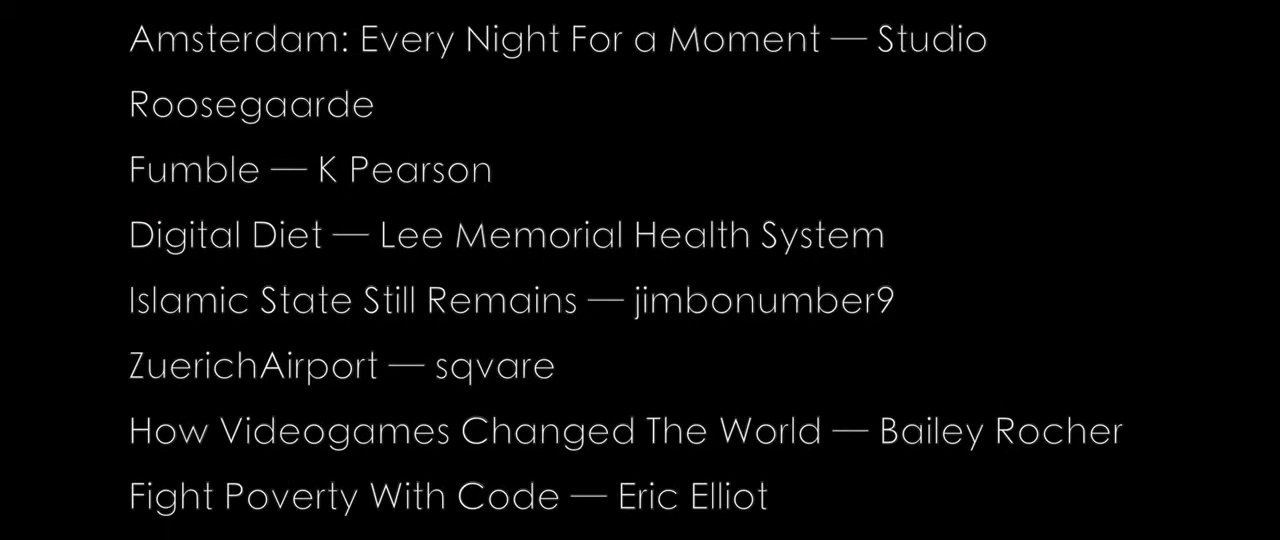 Amsterdam: Every Night For a Moment — Studio
Roosegaarde
Fumble — K Pearson
Digital Diet — Lee Memorial Health System
Islamic State Still Remains — jimbonumber9
ZuerichAirport — sqvare
How Videogames Changed The World — Bailey Rocher
Fight Poverty With Code — Eric Elliot